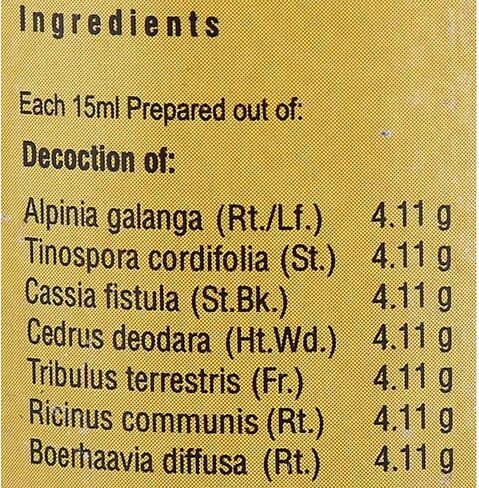 Ingredients
Each 15ml Prepared out of:
Decoction of:
Alpinia galanga (Rt./Lf.) 4.11 g
Tinospora cordifolia (St.) 4.11 g
Cassia fistula (St.Bk.) 4.11 g
Cedrus deodara (Ht.Wd.) 4.11 g
Tribulus terrestris (Fr.) 4.11 g
Ricinus communis (Rt.) 4.11 g
Boerhaavia diffusa (Rt.) 4.11 g